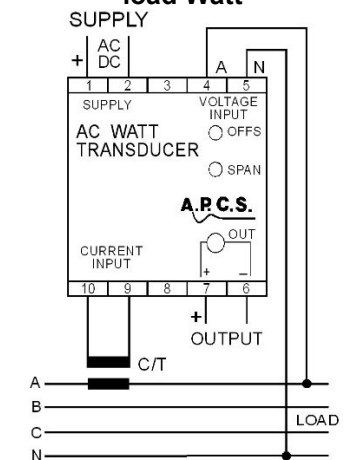 load Watt
SUPPLY
AC
DC
+
A N
1 2 3 4 5
SUPPLY
VOLTAGE
INPUT
AC WATT
TRANSDUCER
OFFS
SPAN
A.P.C.S.
OUT
CURRENT
INPUT
+ −
10 9 8 7 6
+
OUTPUT
C/T
A
B
C
LOAD
N